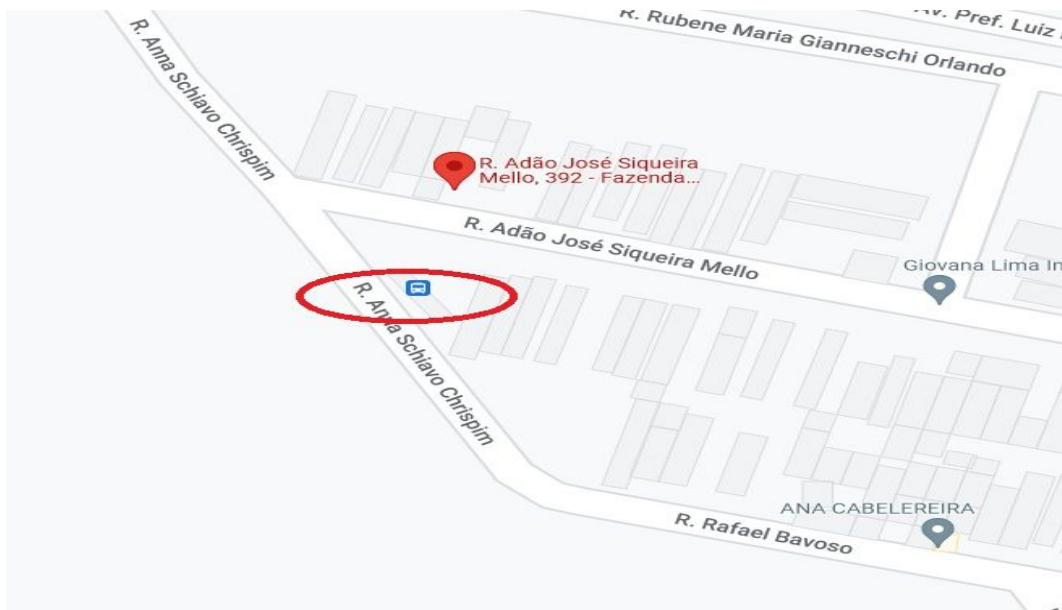 Av. Pref. Luiz
R. Rubene Maria Gianneschi Orlando
R. Anna Schiavo Chrispim
R. Adão José Siqueira
Mello, 392 - Fazenda...
R. Adão José Siqueira Mello
Giovana Lima In
R. Anna Schiavo Chrispim
ANA CABELEREIRA
R. Rafael Bavoso